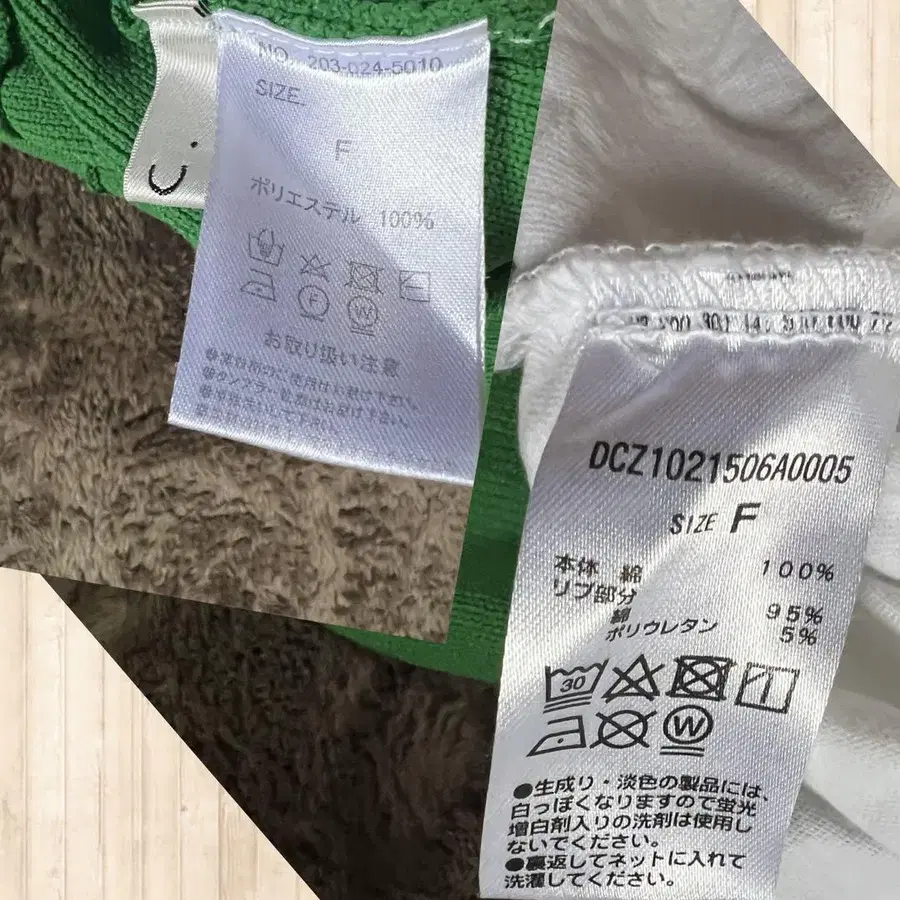 NO. 203-024-5010
SIZE.
F
ポリエステル 100%
F
W
お取り扱い注意
DCZ1021506A0005
SIZE F
本体 綿 100%
リブ部分
綿 95%
ポリウレタン 5%
30
W
●生成り・淡色の製品には、
白っぽくなりますので蛍光
増白剤入りの洗剤は使用し
ないでください。
●裏返してネットに入れて
洗濯してください。